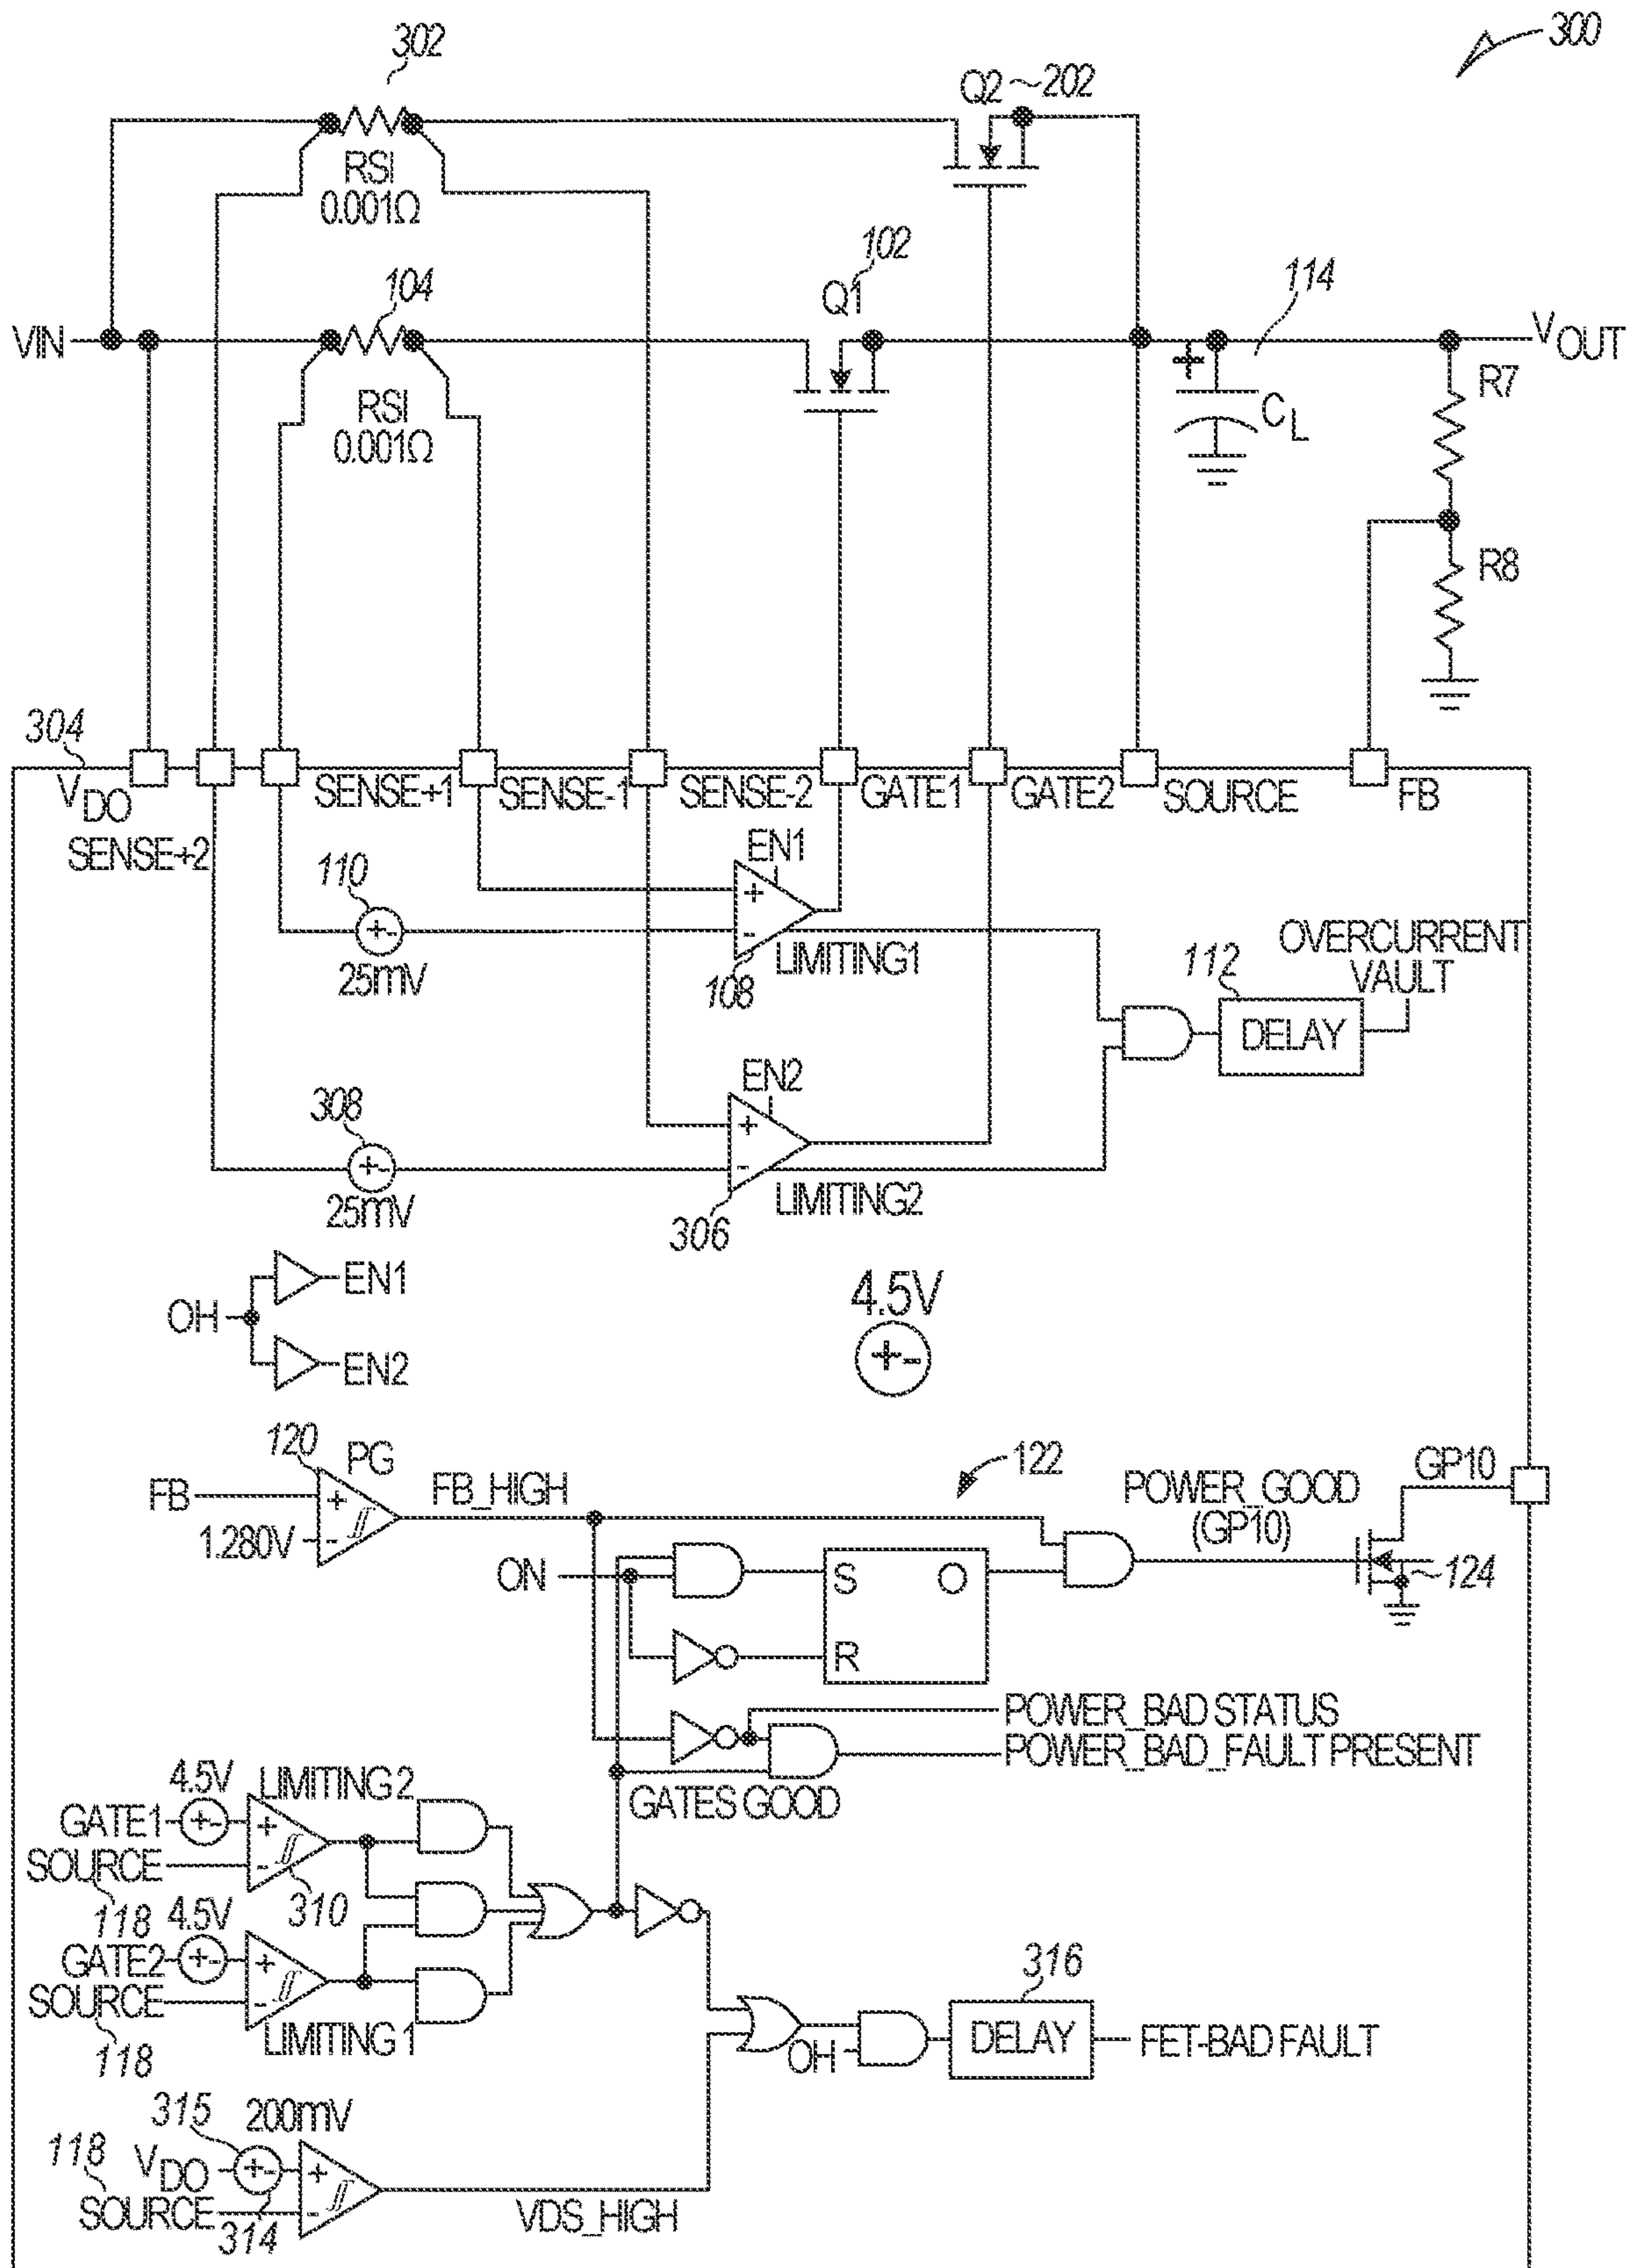 300
302
Q2 ~202
RSI
0.001Ω
102
Q1
104
114
VIN
VOUT
+
RSI
0.001Ω
CL
R7
R8
304
VDO
SENSE+2
SENSE+1
SENSE-1
SENSE-2
GATE1
GATE2
SOURCE
FB
EN1
110
+-
25mV
+
-
108
LIMITING1
OVERCURRENT
VAULT
112
DELAY
EN2
308
+-
25mV
+
-
306
LIMITING2
OH
EN1
EN2
4.5V
+-
120
PG
FB
1.280V
+
-
FB_HIGH
122
POWER_GOOD
(GP10)
GP10
ON
S
O
R
124
POWER_BAD STATUS
POWER_BAD_FAULT PRESENT
GATES GOOD
4.5V
LIMITING 2
GATE1
+-
+
SOURCE
-
118
310
4.5V
GATE2
+-
+
SOURCE
-
LIMITING 1
118
316
OH
DELAY
FET-BAD FAULT
315
200mV
118
VDO
+-
+
SOURCE
-
314
VDS_HIGH